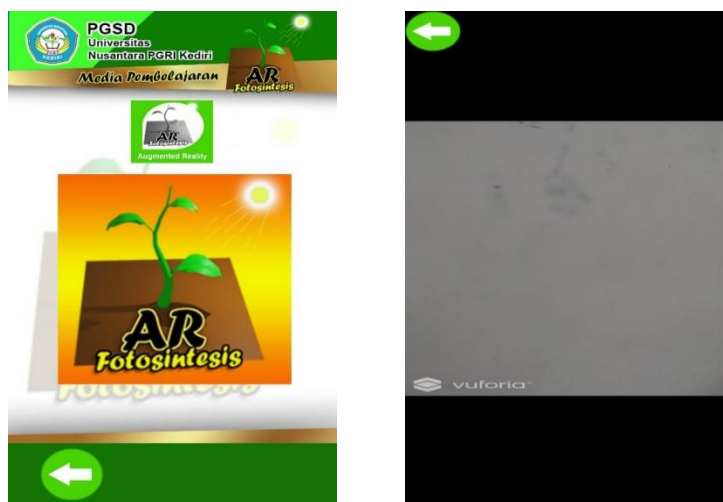 PGSD
Universitas
Nusantara PGRI Kediri
Media Pembelajaran
AR
Fotosintesis
AR
Augmented Reality
AR
Fotosintesis
vuforia